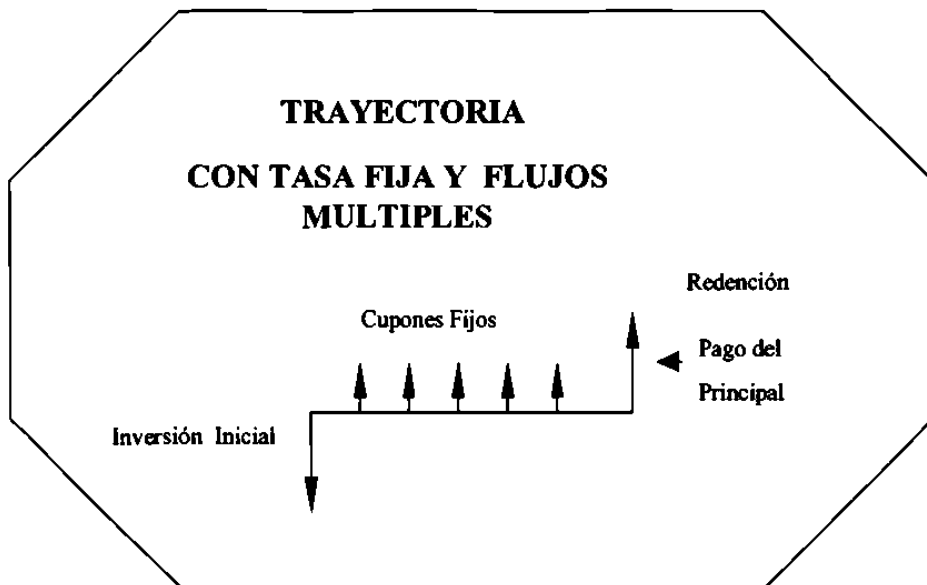 TRAYECTORIA
CON TASA FIJA Y FLUJOS
MULTIPLES
Redención
Cupones Fijos
Pago del
Principal
Inversión Inicial